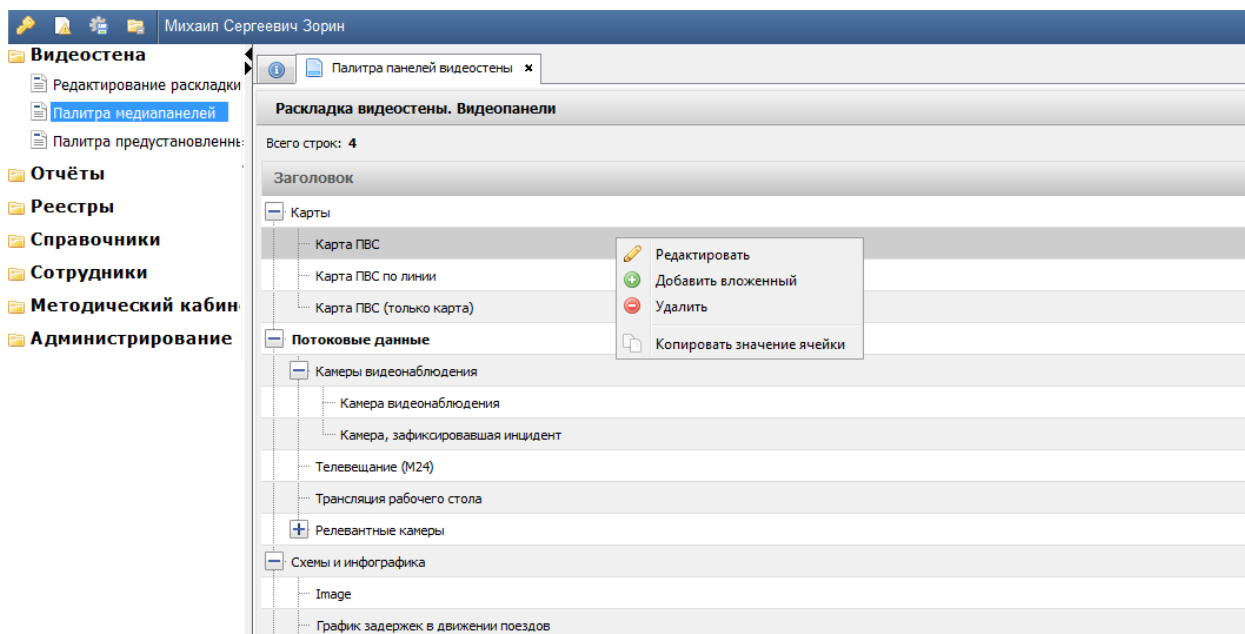 Михаил Сергеевич Зорин
Видеостена
Редактирование раскладки
Палитра медиапанелей
Палитра предустановленны
Отчёты
Реестры
Справочники
Сотрудники
Методический кабин
Администрирование
Палитра панелей видеостены
Раскладка видеостены. Видеопанели
Всего строк: 4
Заголовок
Карты
Карта ПВС
Карта ПВС по линии
Карта ПВС (только карта)
Редактировать
Добавить вложенный
Удалить
Копировать значение ячейки
Потоковые данные
Камеры видеонаблюдения
Камера видеонаблюдения
Камера, зафиксировавшая инцидент
Телевещание (М24)
Трансляция рабочего стола
Релевантные камеры
Схемы и инфографика
Image
График задержек в движении поездов